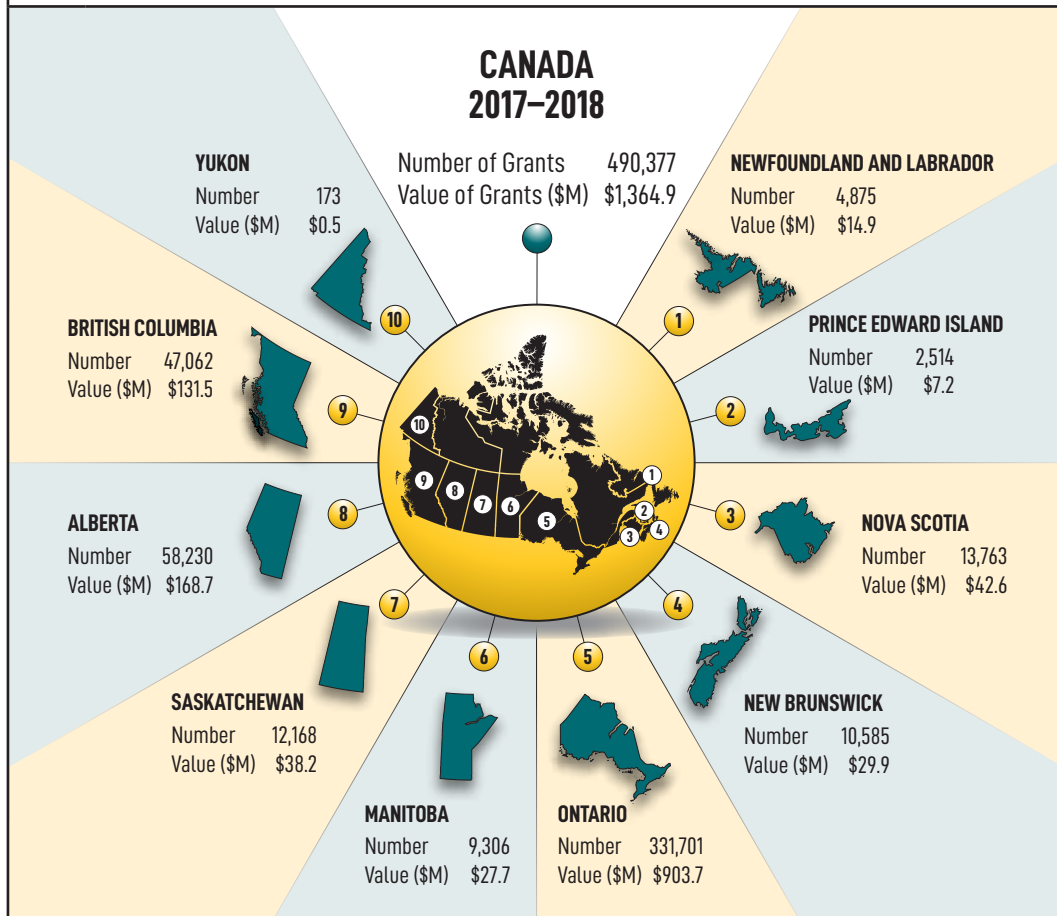 CANADA
2017–2018
Number of Grants 490,377
Value of Grants ($M) $1,364.9
NEWFOUNDLAND AND LABRADOR
Number 4,875
Value ($M) $14.9
1
PRINCE EDWARD ISLAND
Number 2,514
Value ($M) $7.2
2
NOVA SCOTIA
Number 13,763
Value ($M) $42.6
3
NEW BRUNSWICK
Number 10,585
Value ($M) $29.9
4
ONTARIO
Number 331,701
Value ($M) $903.7
5
MANITOBA
Number 9,306
Value ($M) $27.7
6
SASKATCHEWAN
Number 12,168
Value ($M) $38.2
7
ALBERTA
Number 58,230
Value ($M) $168.7
8
BRITISH COLUMBIA
Number 47,062
Value ($M) $131.5
9
YUKON
Number 173
Value ($M) $0.5
10
10
9
8
7
6
5
1
2
3
4